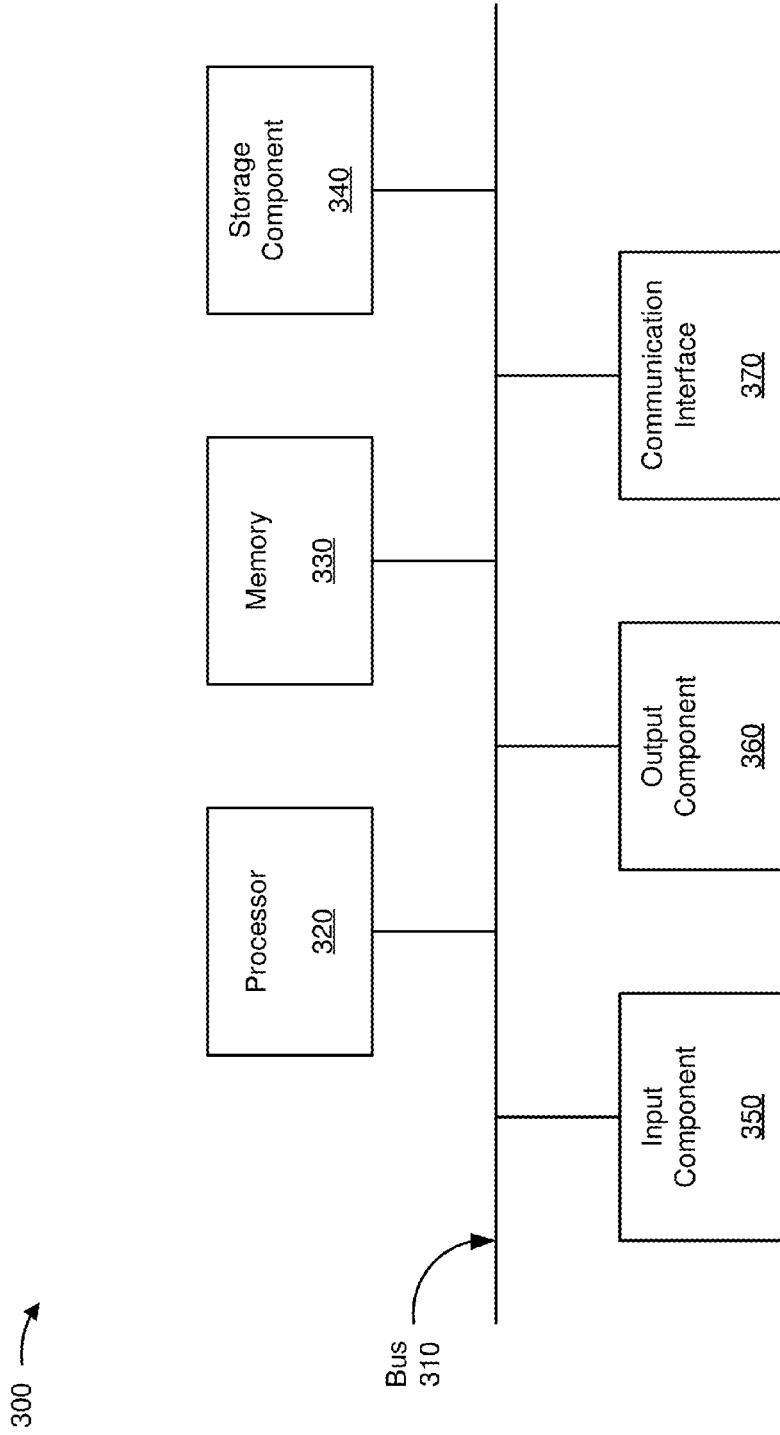 300
Processor
320
Memory
330
Storage
Component
340
Bus
310
Input
Component
350
Output
Component
360
Communication
Interface
370